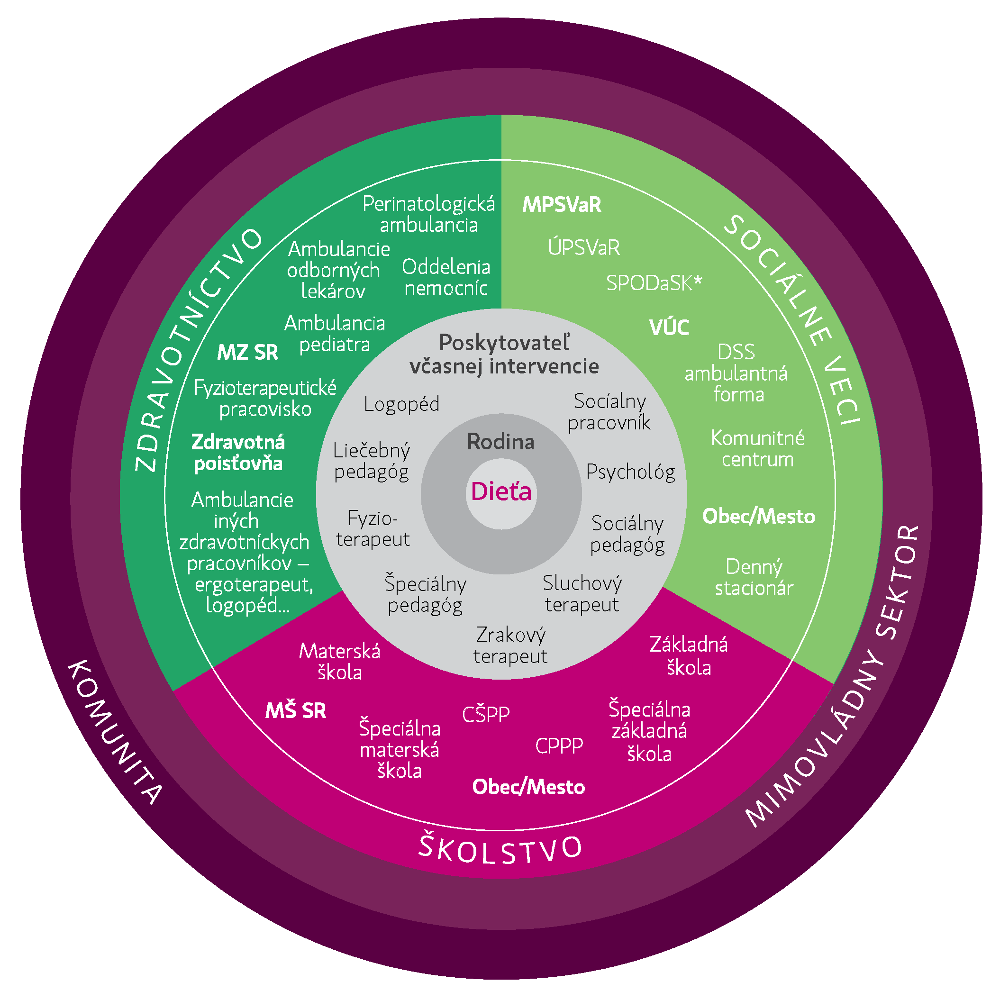 KOMUNITA
MIMOVLÁDNY SEKTOR
ZDRAVOTNÍCTVO
Perinatologická
ambulancia
Ambulancie
odborných
lekárov
Oddelenia
nemocníc
Ambulancia
pediatra
MZ SR
Fyzioterapeutické
pracovisko
Zdravotná
poisťovňa
Ambulancie
iných
zdravotníckych
pracovníkov –
ergoterapeut,
logopéd...
SOCIÁLNE VECI
MPSVaR
ÚPSVaR
SPODaSK*
VÚC
DSS
ambulantná
forma
Komunitné
centrum
Obec/Mesto
Denný
stacionár
Poskytovateľ
včasnej intervencie
Logopéd
Socíalny
pracovník
Liečebný
pedagóg
Psychológ
Fyzio-
terapeut
Sociálny
pedagóg
Špeciálny
pedagóg
Sluchový
terapeut
Zrakový
terapeut
Rodina
Dieťa
Materská
škola
Základná
škola
MŠ SR
Špeciálna
materská
škola
CŠPP
CPPP
Špeciálna
základná
škola
Obec/Mesto
ŠKOLSTVO